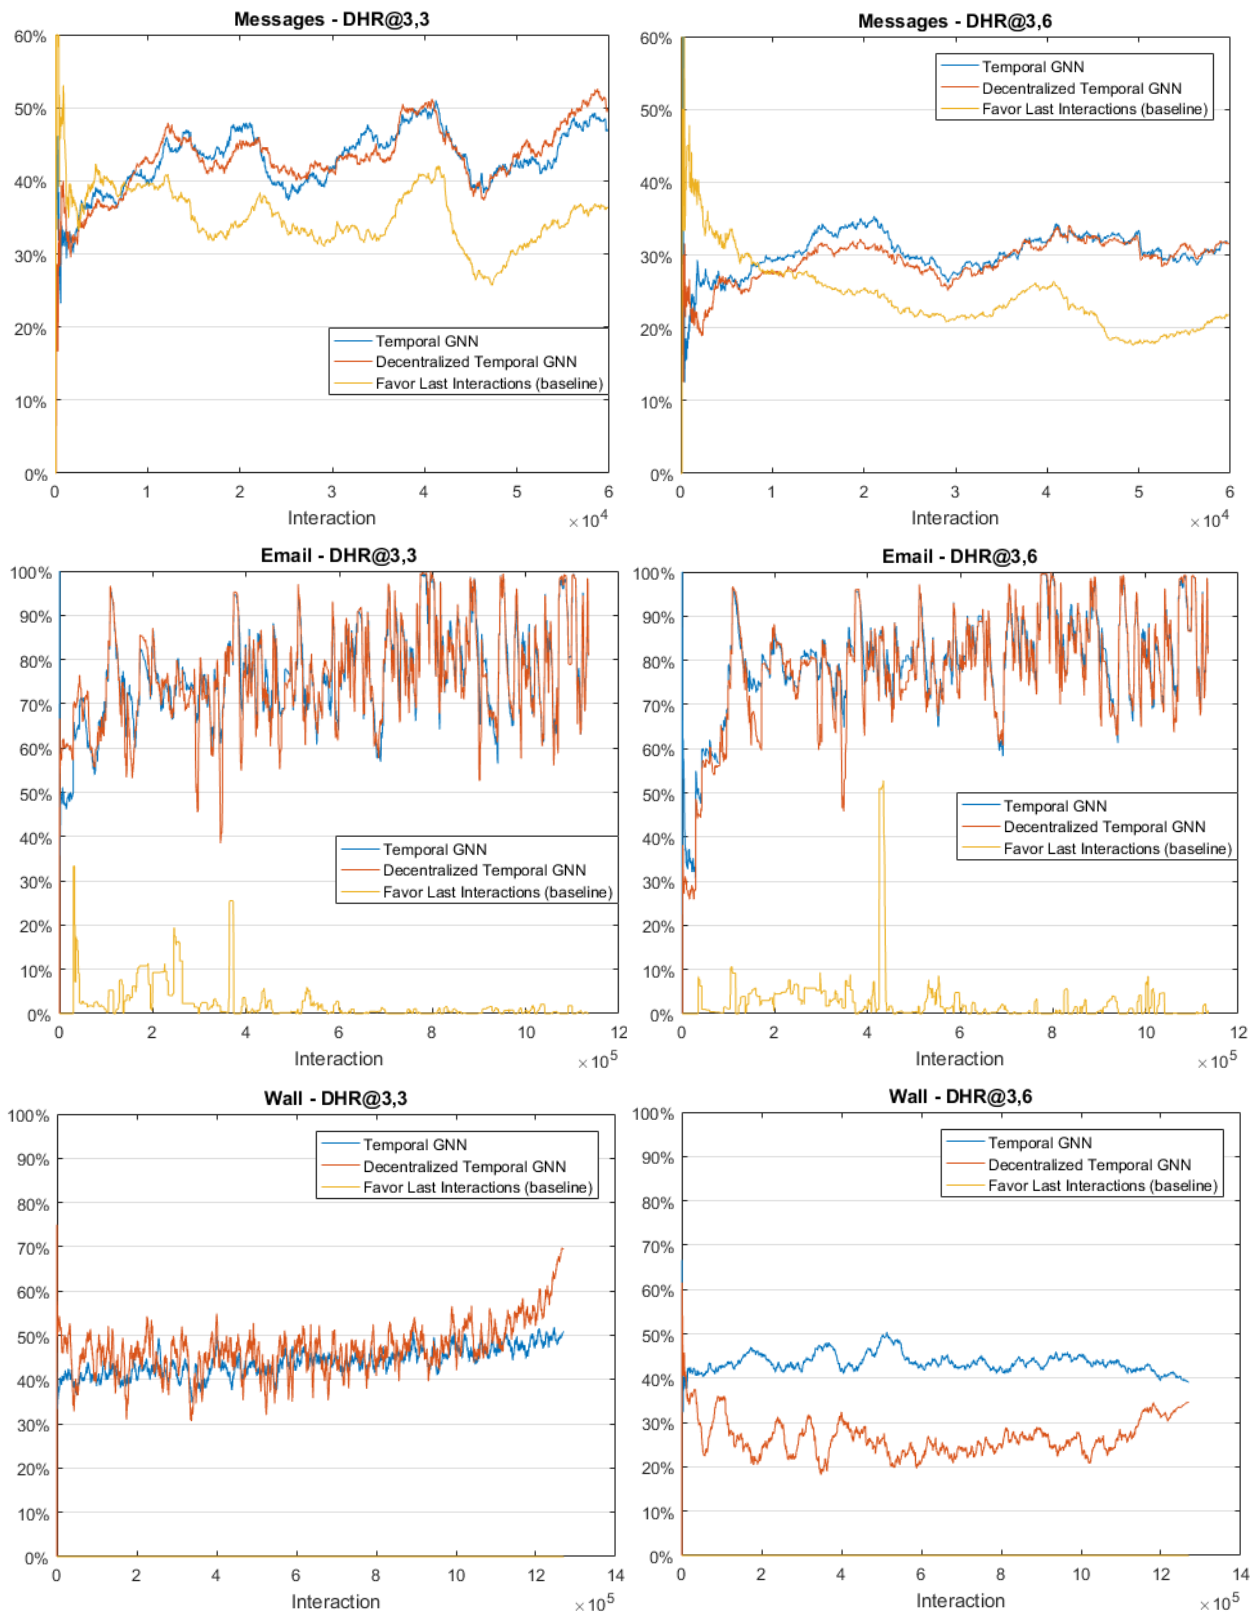 Messages - DHR@3,3
60%
50%
40%
30%
20%
10%
0%
Temporal GNN
Decentralized Temporal GNN
Favor Last Interactions (baseline)
0 1 2 3 4 5 6
Interaction
×10^4
Messages - DHR@3,6
60%
50%
40%
30%
20%
10%
0%
Temporal GNN
Decentralized Temporal GNN
Favor Last Interactions (baseline)
0 1 2 3 4 5 6
Interaction
×10^4
Email - DHR@3,3
100%
90%
80%
70%
60%
50%
40%
30%
20%
10%
0%
Temporal GNN
Decentralized Temporal GNN
Favor Last Interactions (baseline)
0 2 4 6 8 10 12
Interaction
×10^5
Email - DHR@3,6
100%
90%
80%
70%
60%
50%
40%
30%
20%
10%
0%
Temporal GNN
Decentralized Temporal GNN
Favor Last Interactions (baseline)
0 2 4 6 8 10 12
Interaction
×10^5
Wall - DHR@3,3
100%
90%
80%
70%
60%
50%
40%
30%
20%
10%
0%
Temporal GNN
Decentralized Temporal GNN
Favor Last Interactions (baseline)
0 2 4 6 8 10 12 14
Interaction
×10^5
Wall - DHR@3,6
100%
90%
80%
70%
60%
50%
40%
30%
20%
10%
0%
Temporal GNN
Decentralized Temporal GNN
Favor Last Interactions (baseline)
0 2 4 6 8 10 12 14
Interaction
×10^5